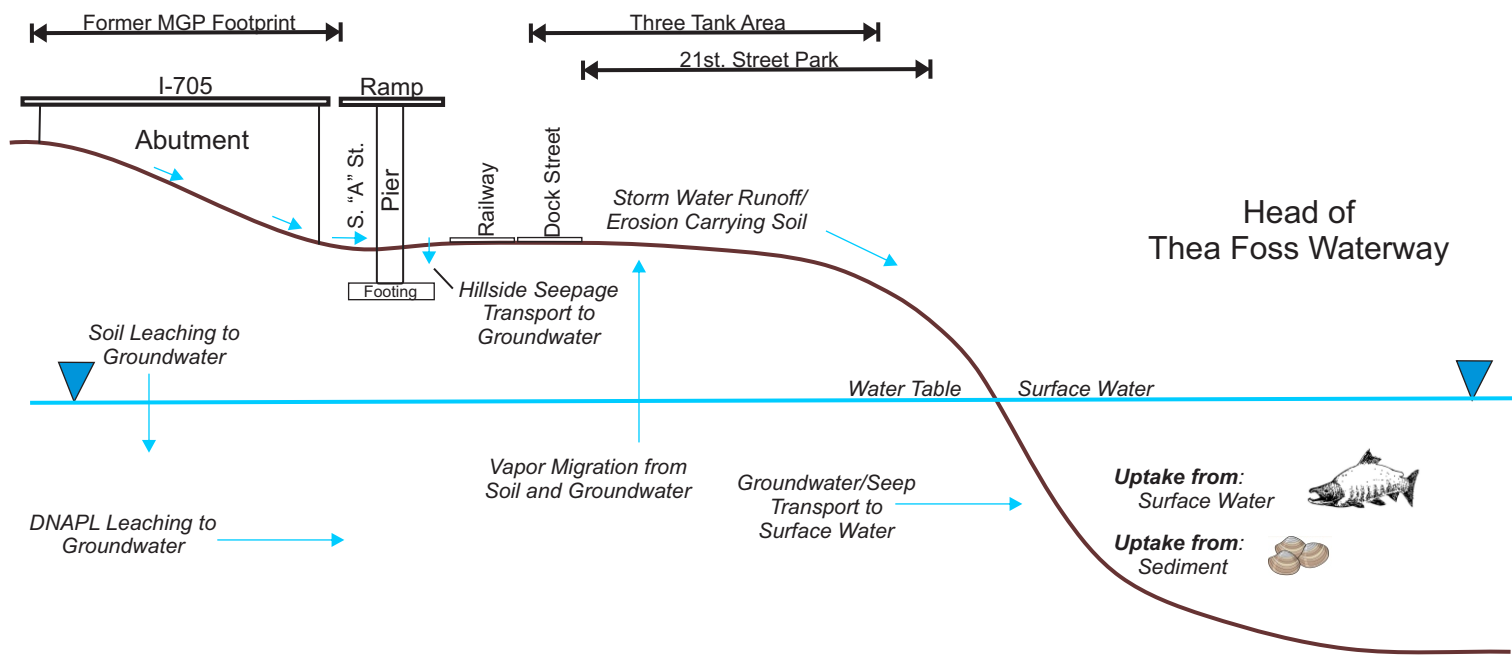 Former MGP Footprint
Three Tank Area
21st. Street Park
I-705
Ramp
Abutment
S. "A" St.
Pier
Railway
Dock Street
Footing
Storm Water Runoff/
Erosion Carrying Soil
Head of
Thea Foss Waterway
Hillside Seepage
Transport to
Groundwater
Soil Leaching to
Groundwater
Water Table
Surface Water
Vapor Migration from
Soil and Groundwater
Groundwater/Seep
Transport to
Surface Water
Uptake from:
Surface Water
DNAPL Leaching to
Groundwater
Uptake from:
Sediment